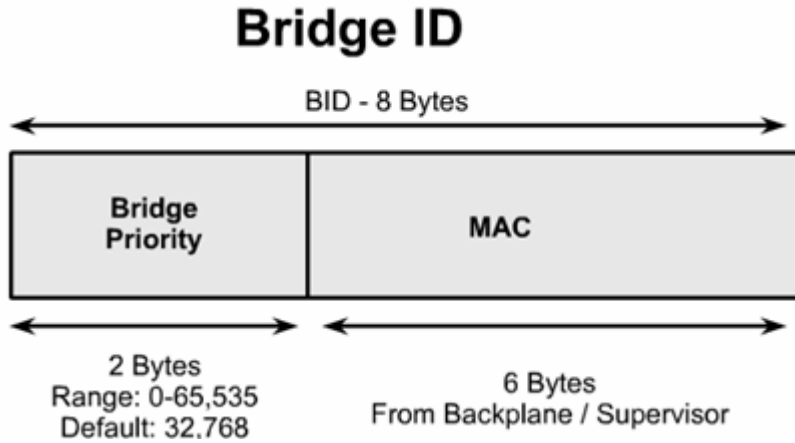 Bridge ID
BID - 8 Bytes
Bridge
Priority
MAC
2 Bytes
Range: 0-65,535
Default: 32,768
6 Bytes
From Backplane / Supervisor